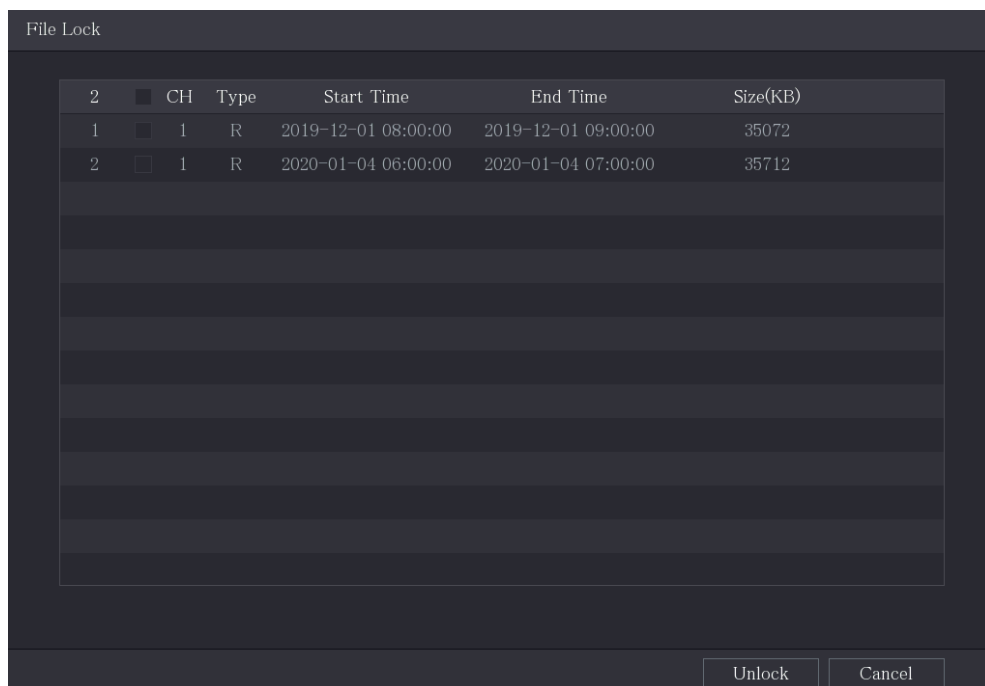 File Lock
2 CH Type Start Time End Time Size(KB)
1 1 R 2019-12-01 08:00:00 2019-12-01 09:00:00 35072
2 1 R 2020-01-04 06:00:00 2020-01-04 07:00:00 35712
Unlock Cancel